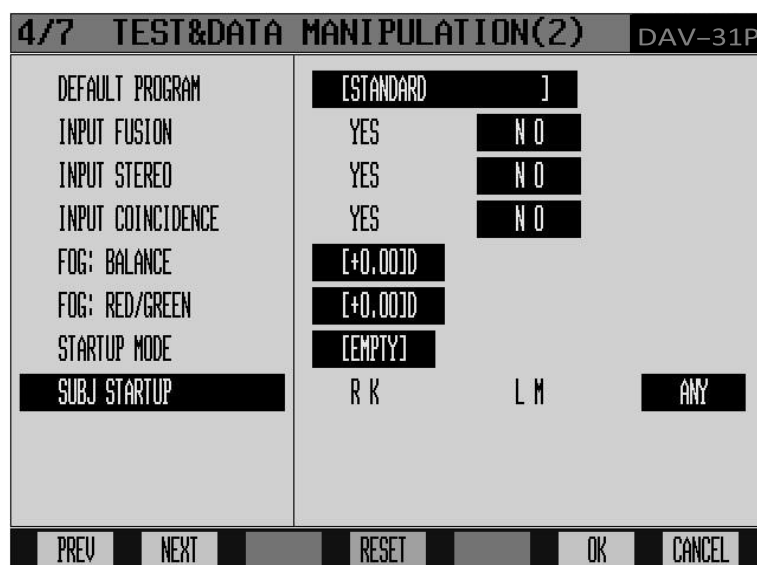 4/7 TEST&DATA MANIPULATION(2) DAV-31P
DEFAULT PROGRAM [STANDARD ]
INPUT FUSION YES NO
INPUT STEREO YES NO
INPUT COINCIDENCE YES NO
FOG: BALANCE [+0.00]D
FOG: RED/GREEN [+0.00]D
STARTUP MODE [EMPTY]
SUBJ STARTUP RK LM ANY
PREV NEXT RESET OK CANCEL